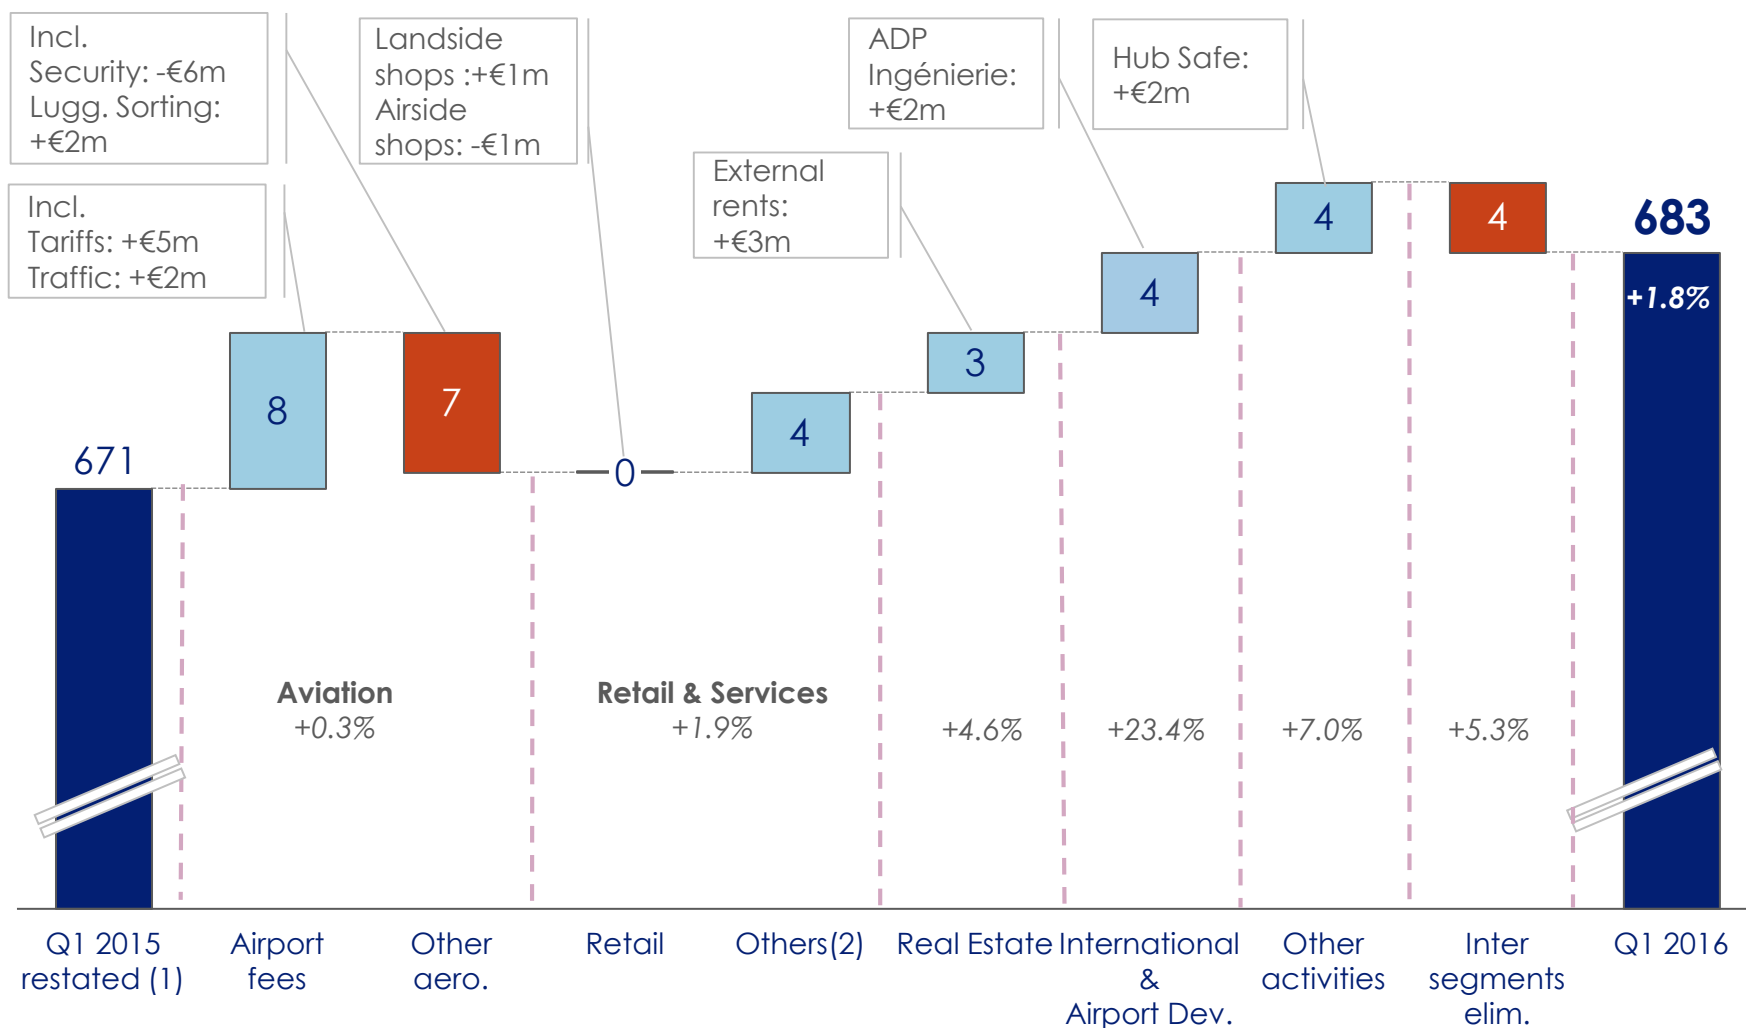 Incl.
Security: -€6m
Lugg. Sorting:
+€2m
Landside
shops :+€1m
Airside
shops: -€1m
ADP
Ingénierie:
+€2m
Hub Safe:
+€2m
External
rents:
+€3m
Incl.
Tariffs: +€5m
Traffic: +€2m
671
8
7
0
4
3
4
4
4
683
+1.8%
Aviation
+0.3%
Retail & Services
+1.9%
+4.6%
+23.4%
+7.0%
+5.3%
Q1 2015
restated (1)
Airport
fees
Other
aero.
Retail
Others(2)
Real Estate
International
&
Airport Dev.
Other
activities
Inter
segments
elim.
Q1 2016